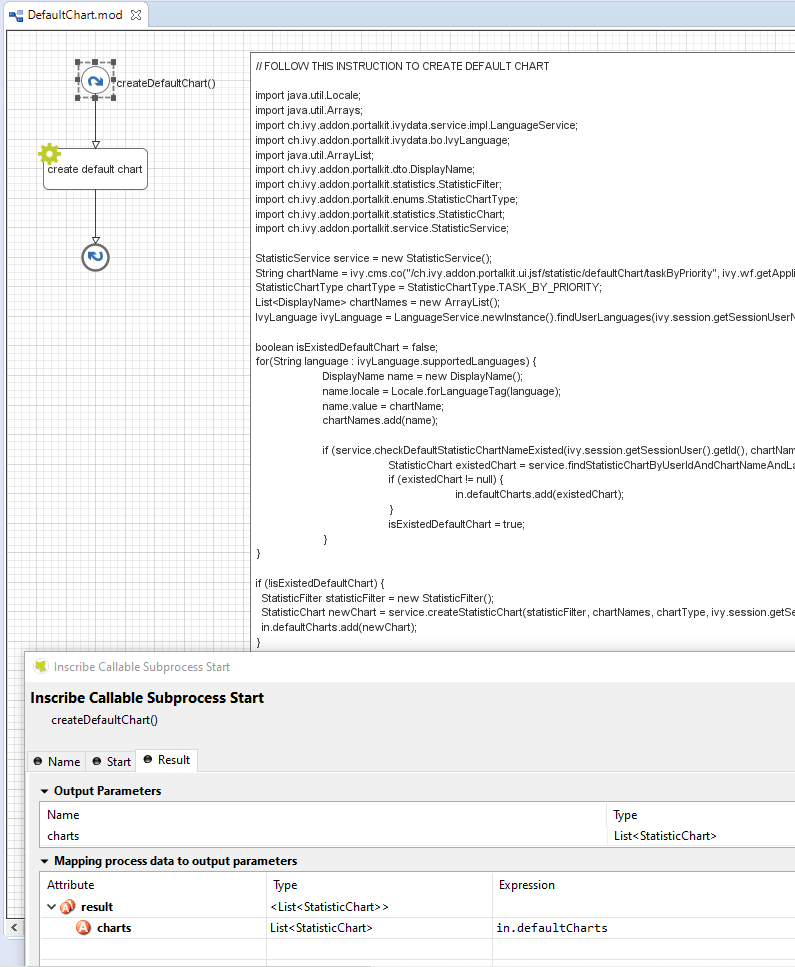 DefaultChart.mod
createDefaultChart()
create default chart
// FOLLOW THIS INSTRUCTION TO CREATE DEFAULT CHART
import java.util.Locale;
import java.util.Arrays;
import ch.ivy.addon.portalkit.ivydata.service.impl.LanguageService;
import ch.ivy.addon.portalkit.ivydata.bo.IvyLanguage;
import java.util.ArrayList;
import ch.ivy.addon.portalkit.dto.DisplayName;
import ch.ivy.addon.portalkit.statistics.StatisticFilter;
import ch.ivy.addon.portalkit.enums.StatisticChartType;
import ch.ivy.addon.portalkit.statistics.StatisticChart;
import ch.ivy.addon.portalkit.service.StatisticService;
StatisticService service = new StatisticService();
String chartName = ivy.cms.co("/ch.ivy.addon.portalkit.ui.jsf/statistic/defaultChart/taskByPriority", ivy.wf.getAppli
StatisticChartType chartType = StatisticChartType.TASK_BY_PRIORITY;
List<DisplayName> chartNames = new ArrayList();
IvyLanguage ivyLanguage = LanguageService.newInstance().findUserLanguages(ivy.session.getSessionUserN
boolean isExistedDefaultChart = false;
for(String language : ivyLanguage.supportedLanguages) {
DisplayName name = new DisplayName();
name.locale = Locale.forLanguageTag(language);
name.value = chartName;
chartNames.add(name);
if (service.checkDefaultStatisticChartNameExisted(ivy.session.getSessionUser().getId(), chartNam
StatisticChart existedChart = service.findStatisticChartByUserIdAndChartNameAndLa
if (existedChart != null) {
in.defaultCharts.add(existedChart);
}
isExistedDefaultChart = true;
}
}
if (!isExistedDefaultChart) {
StatisticFilter statisticFilter = new StatisticFilter();
StatisticChart newChart = service.createStatisticChart(statisticFilter, chartNames, chartType, ivy.session.getSe
in.defaultCharts.add(newChart);
}
Inscribe Callable Subprocess Start
Inscribe Callable Subprocess Start
createDefaultChart()
Name Start Result
Output Parameters
Name Type
charts List<StatisticChart>
Mapping process data to output parameters
Attribute Type Expression
result <List<StatisticChart>>
charts List<StatisticChart> in.defaultCharts